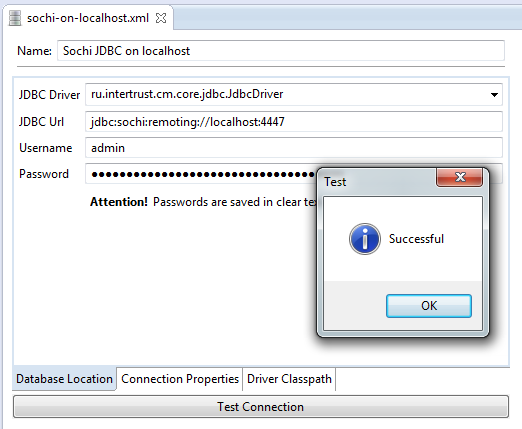 sochi-on-localhost.xml
Name: Sochi JDBC on localhost
JDBC Driver ru.intertrust.cm.core.jdbc.JdbcDriver
JDBC Url jdbc:sochi:remoting://localhost:4447
Username admin
Password
Attention! Passwords are saved in clear
Test
Successful
OK
Database Location Connection Properties Driver Classpath
Test Connection